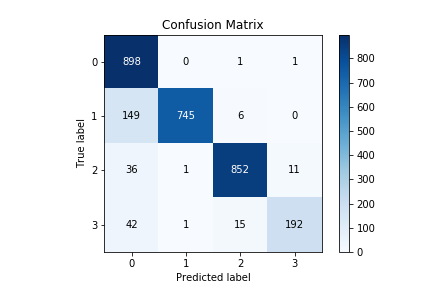 Confusion Matrix
0 898 0 1 1
1 149 745 6 0
2 36 1 852 11
3 42 1 15 192
0 1 2 3
True label
Predicted label
800
700
600
500
400
300
200
100
0